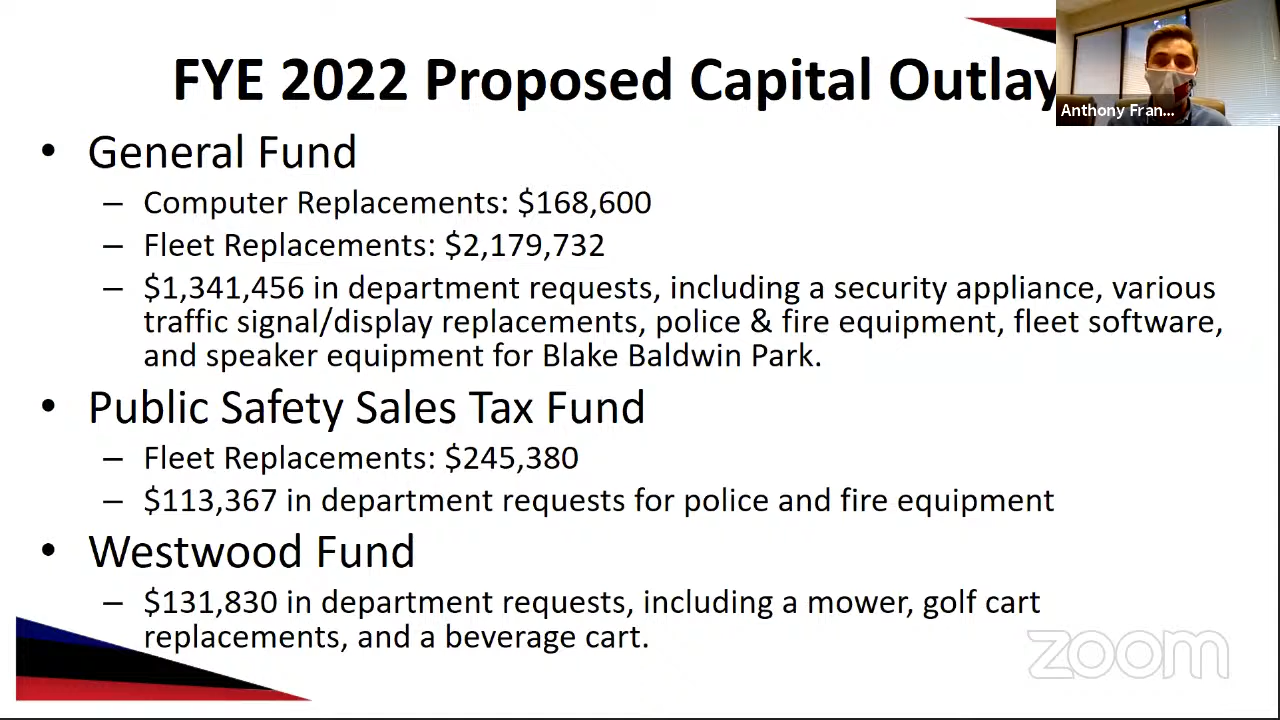 FYE 2022 Proposed Capital Outlay
Anthony Fran...
• General Fund
– Computer Replacements: $168,600
– Fleet Replacements: $2,179,732
– $1,341,456 in department requests, including a security appliance, various
traffic signal/display replacements, police & fire equipment, fleet software,
and speaker equipment for Blake Baldwin Park.
• Public Safety Sales Tax Fund
– Fleet Replacements: $245,380
– $113,367 in department requests for police and fire equipment
• Westwood Fund
– $131,830 in department requests, including a mower, golf cart
replacements, and a beverage cart.
zoom